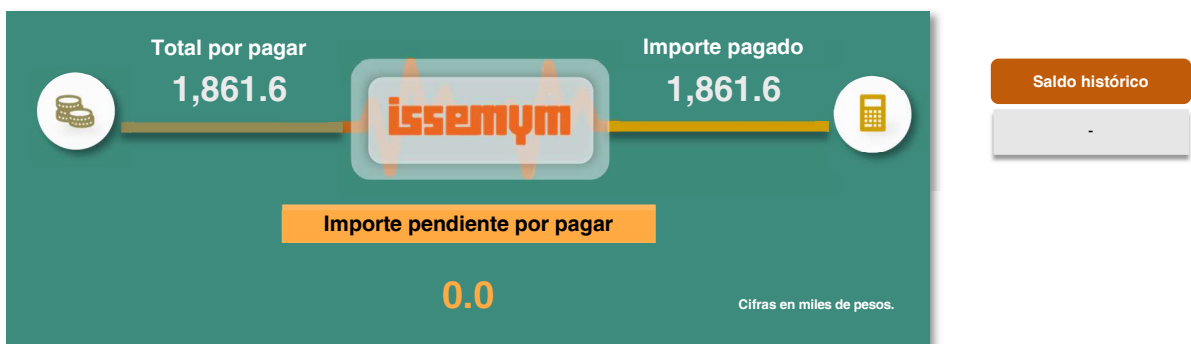 Total por pagar
1,861.6
issemym
Importe pagado
1,861.6
Saldo histórico
-
Importe pendiente por pagar
0.0
Cifras en miles de pesos.